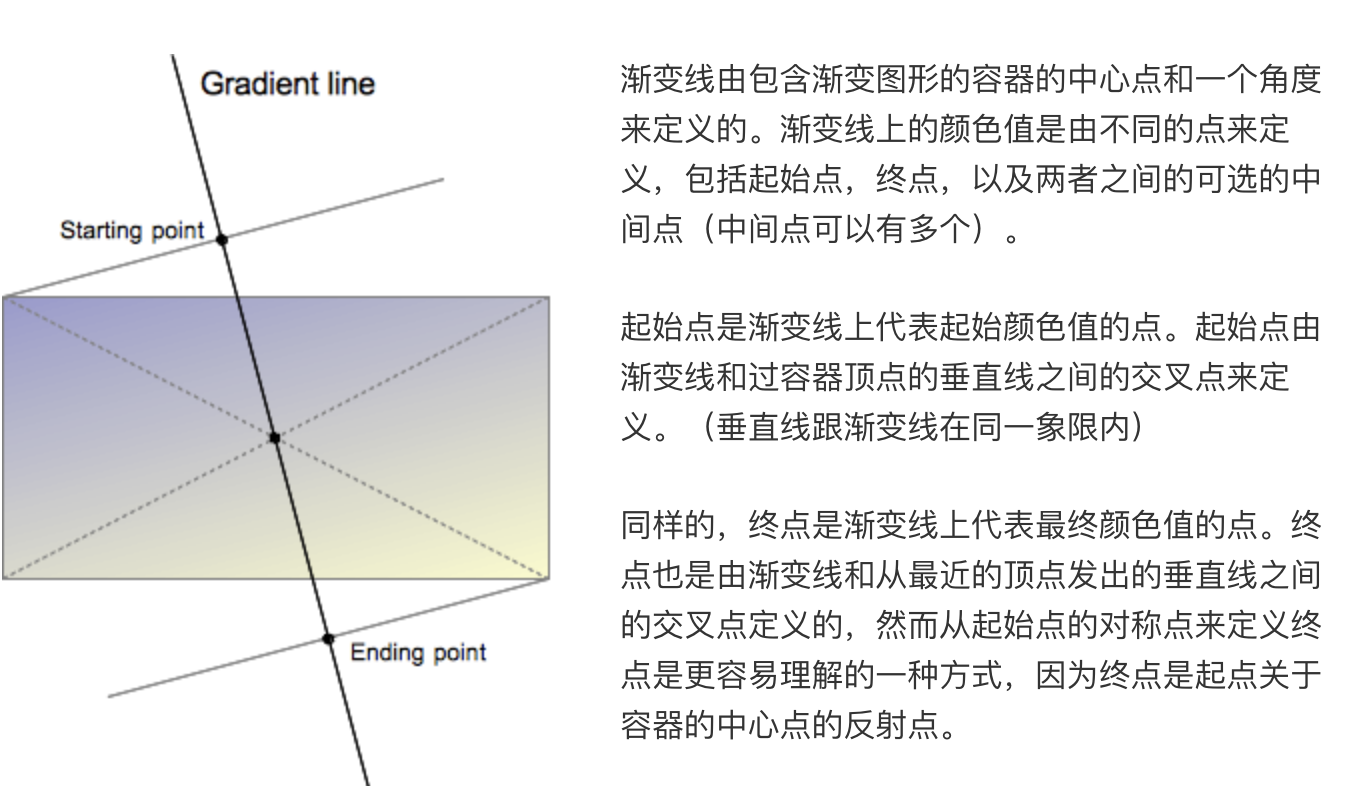 Gradient line
Starting point
Ending point
渐变线由包含渐变图形的容器的中心点和一个角度
来定义的。渐变线上的颜色值是由不同的点来定
义，包括起始点，终点，以及两者之间的可选的中
间点（中间点可以有多个）。
起始点是渐变线上代表起始颜色值的点。起始点由
渐变线和过容器顶点的垂直线之间的交叉点来定
义。（垂直线跟渐变线在同一象限内）
同样的，终点是渐变线上代表最终颜色值的点。终
点也是由渐变线和从最近的顶点发出的垂直线之间
的交叉点定义的，然而从起始点的对称点来定义终
点是更容易理解的一种方式，因为终点是起点关于
容器的中心点的反射点。